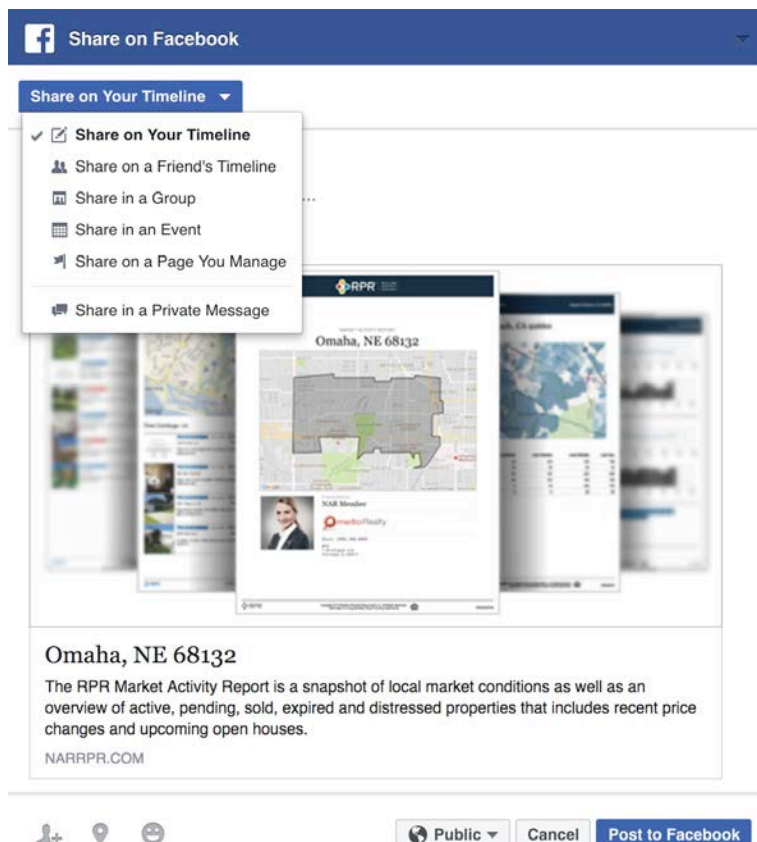 Share on Facebook
Share on Your Timeline
Share on Your Timeline
Share on a Friend's Timeline
Share in a Group
...
Share in an Event
Share on a Page You Manage
Share in a Private Message
RPR
MARKET ACTIVITY REPORT
Omaha, NE 68132
NAR Member
metroRealty
Omaha, NE 68132
The RPR Market Activity Report is a snapshot of local market conditions as well as an
overview of active, pending, sold, expired and distressed properties that includes recent price
changes and upcoming open houses.
NARRPR.COM
Public
Cancel
Post to Facebook